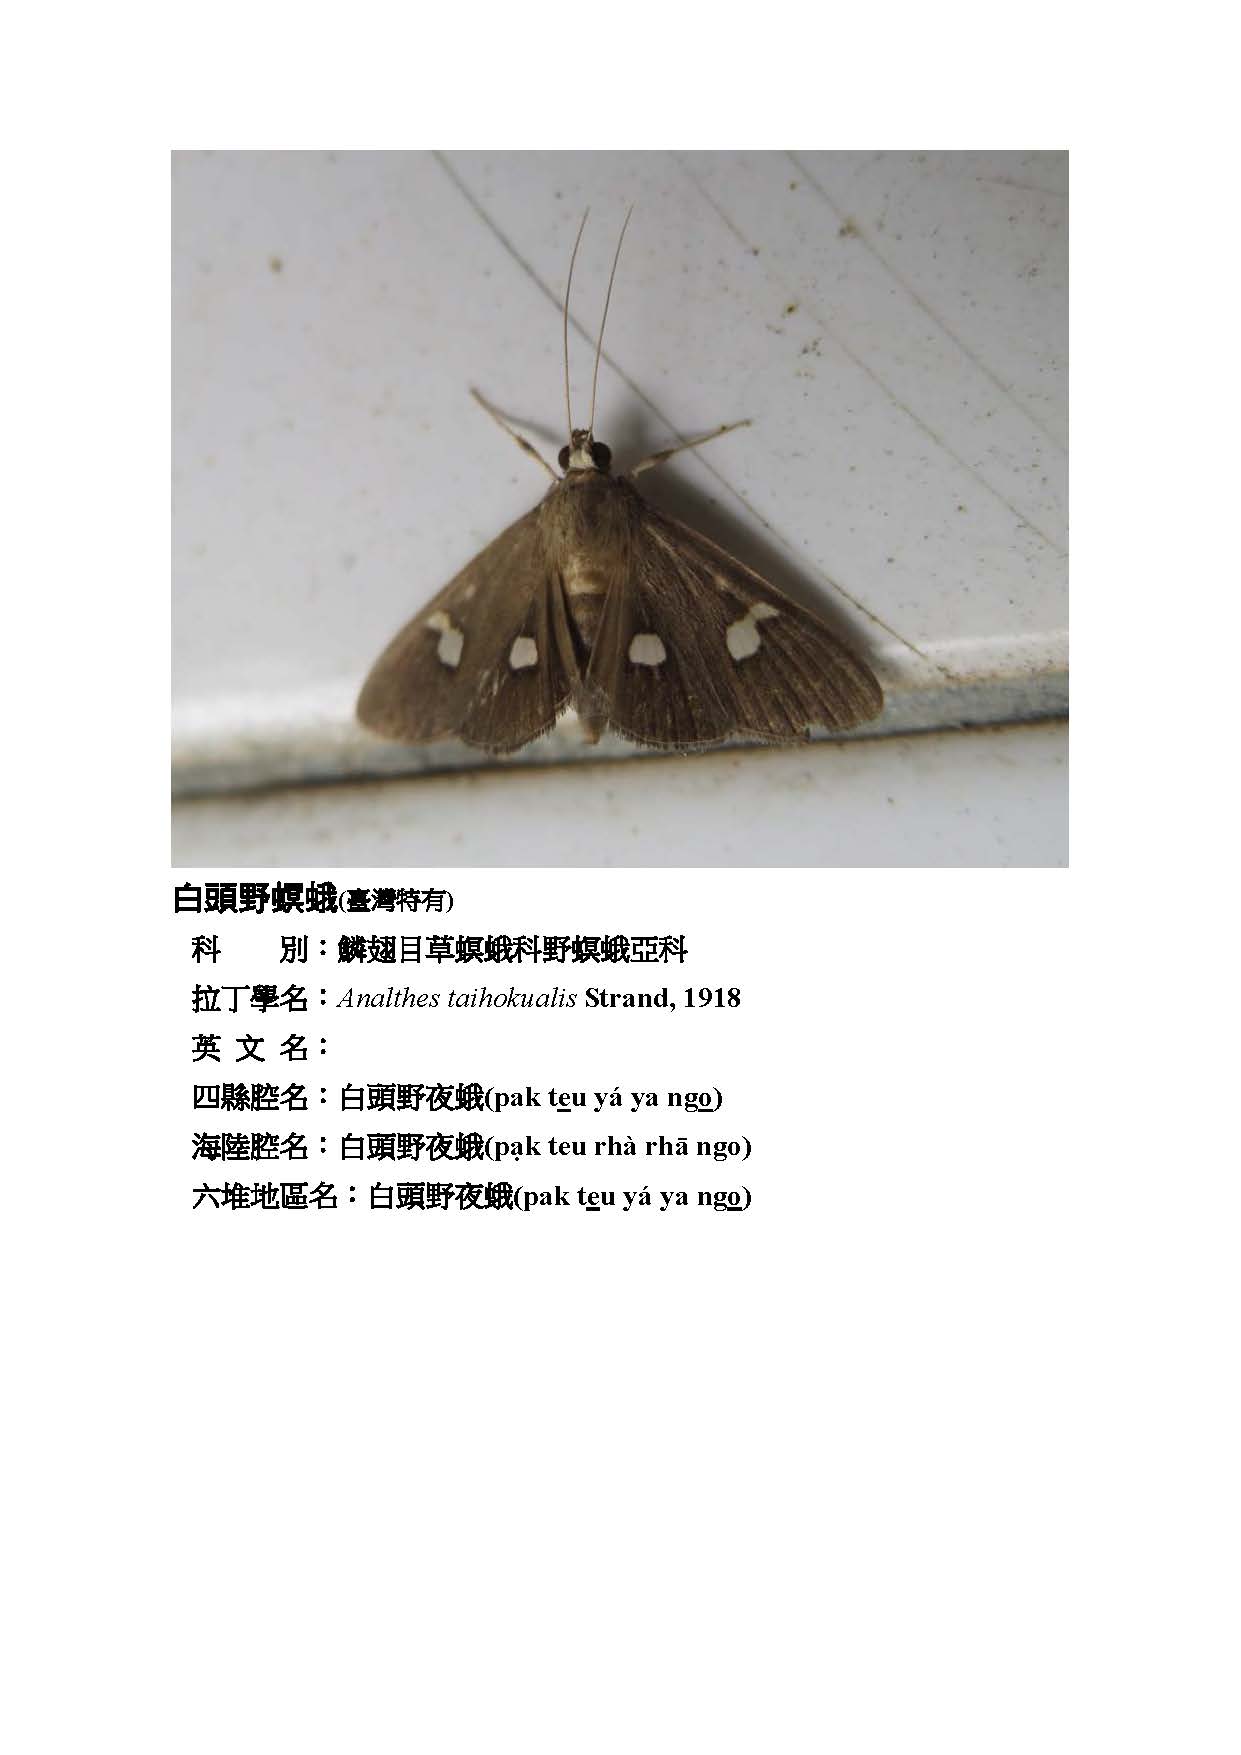 白頭野螟蛾(臺灣特有)
科　　別：鱗翅目草螟蛾科野螟蛾亞科
拉丁學名：Analthes taihokualis Strand, 1918
英 文 名：
四縣腔名：白頭野夜蛾(pak te̲u yá ya ngo̲)
海陸腔名：白頭野夜蛾(pạk teu rhà rhā ngo)
六堆地區名：白頭野夜蛾(pak te̲u yá ya ngo̲)